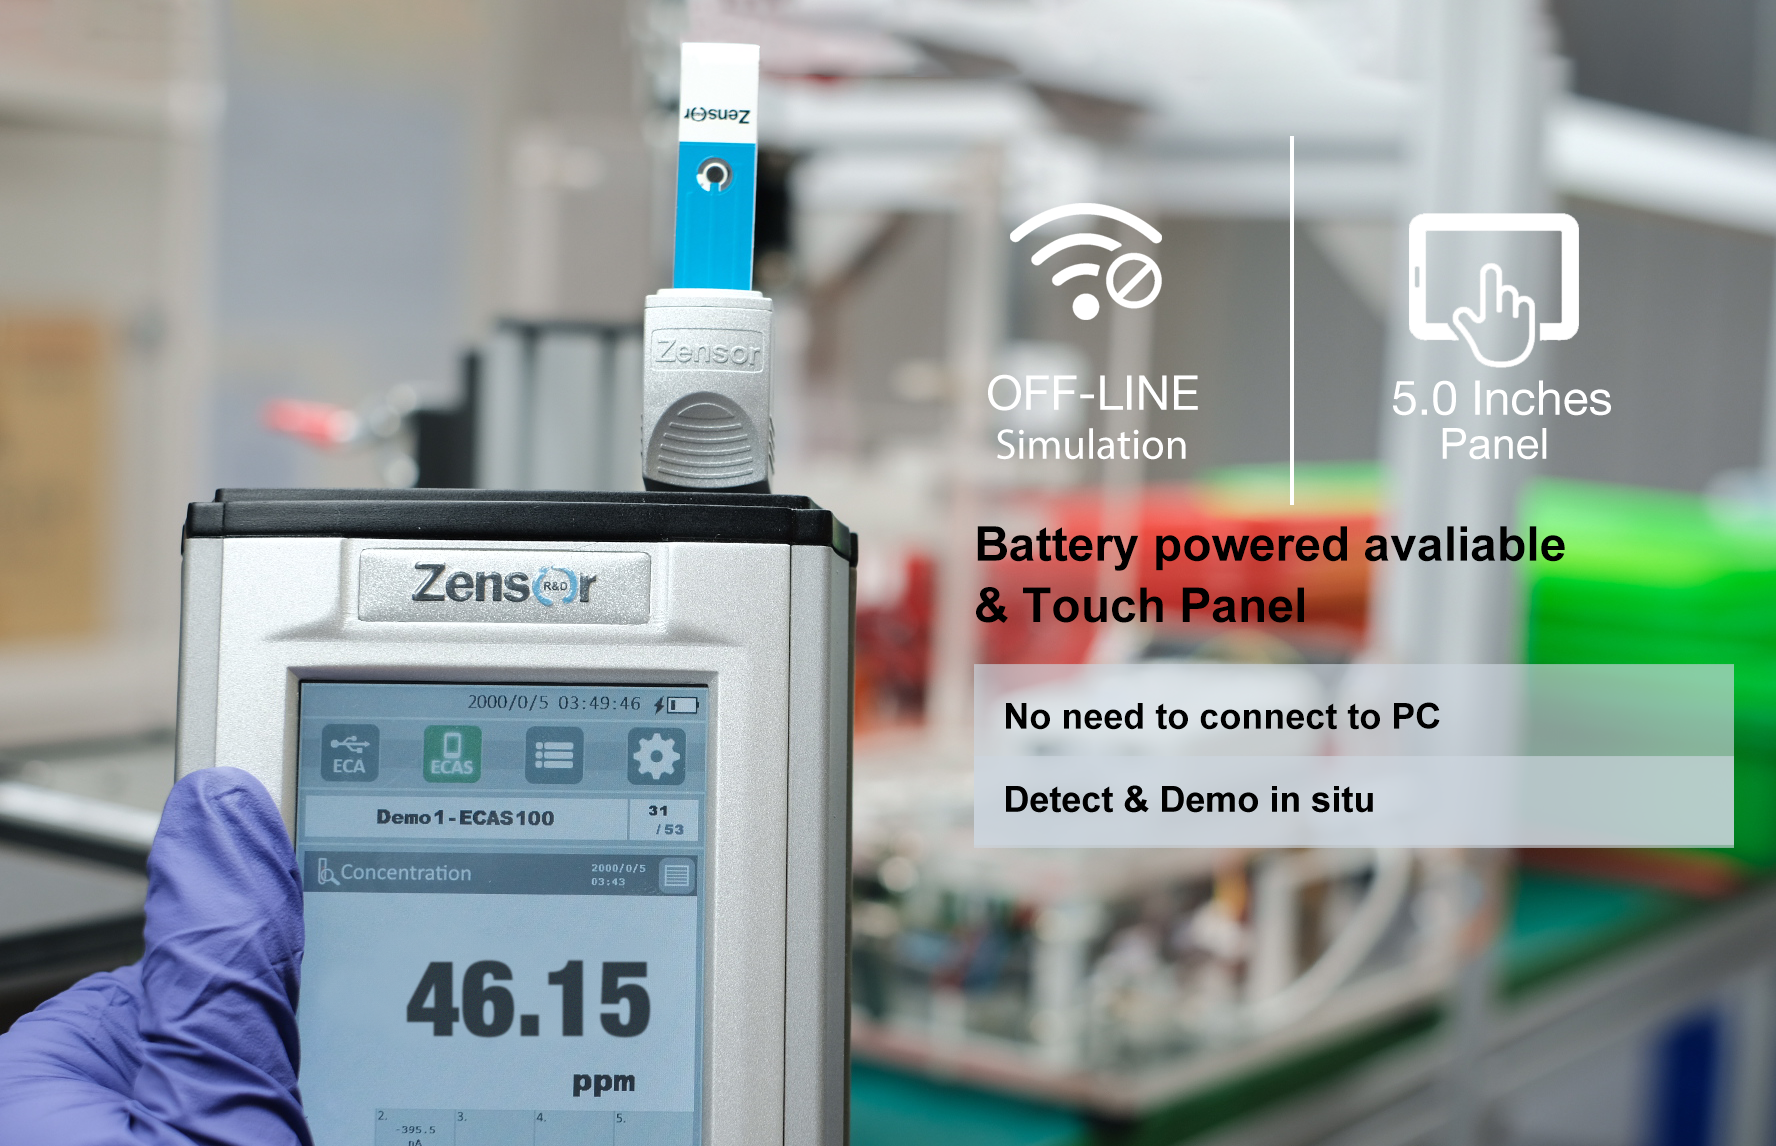 Zensor
Zensor
Zensor
R&D
2000/0/5 03:49:46
ECA
ECAS
Demo1-ECAS100
31
/53
Concentration
2000/0/5
03:43
46.15
ppm
2.
3.
4.
5.
-395.5
nA
OFF-LINE
Simulation
5.0 Inches
Panel
Battery powered avaliable
& Touch Panel
No need to connect to PC
Detect & Demo in situ